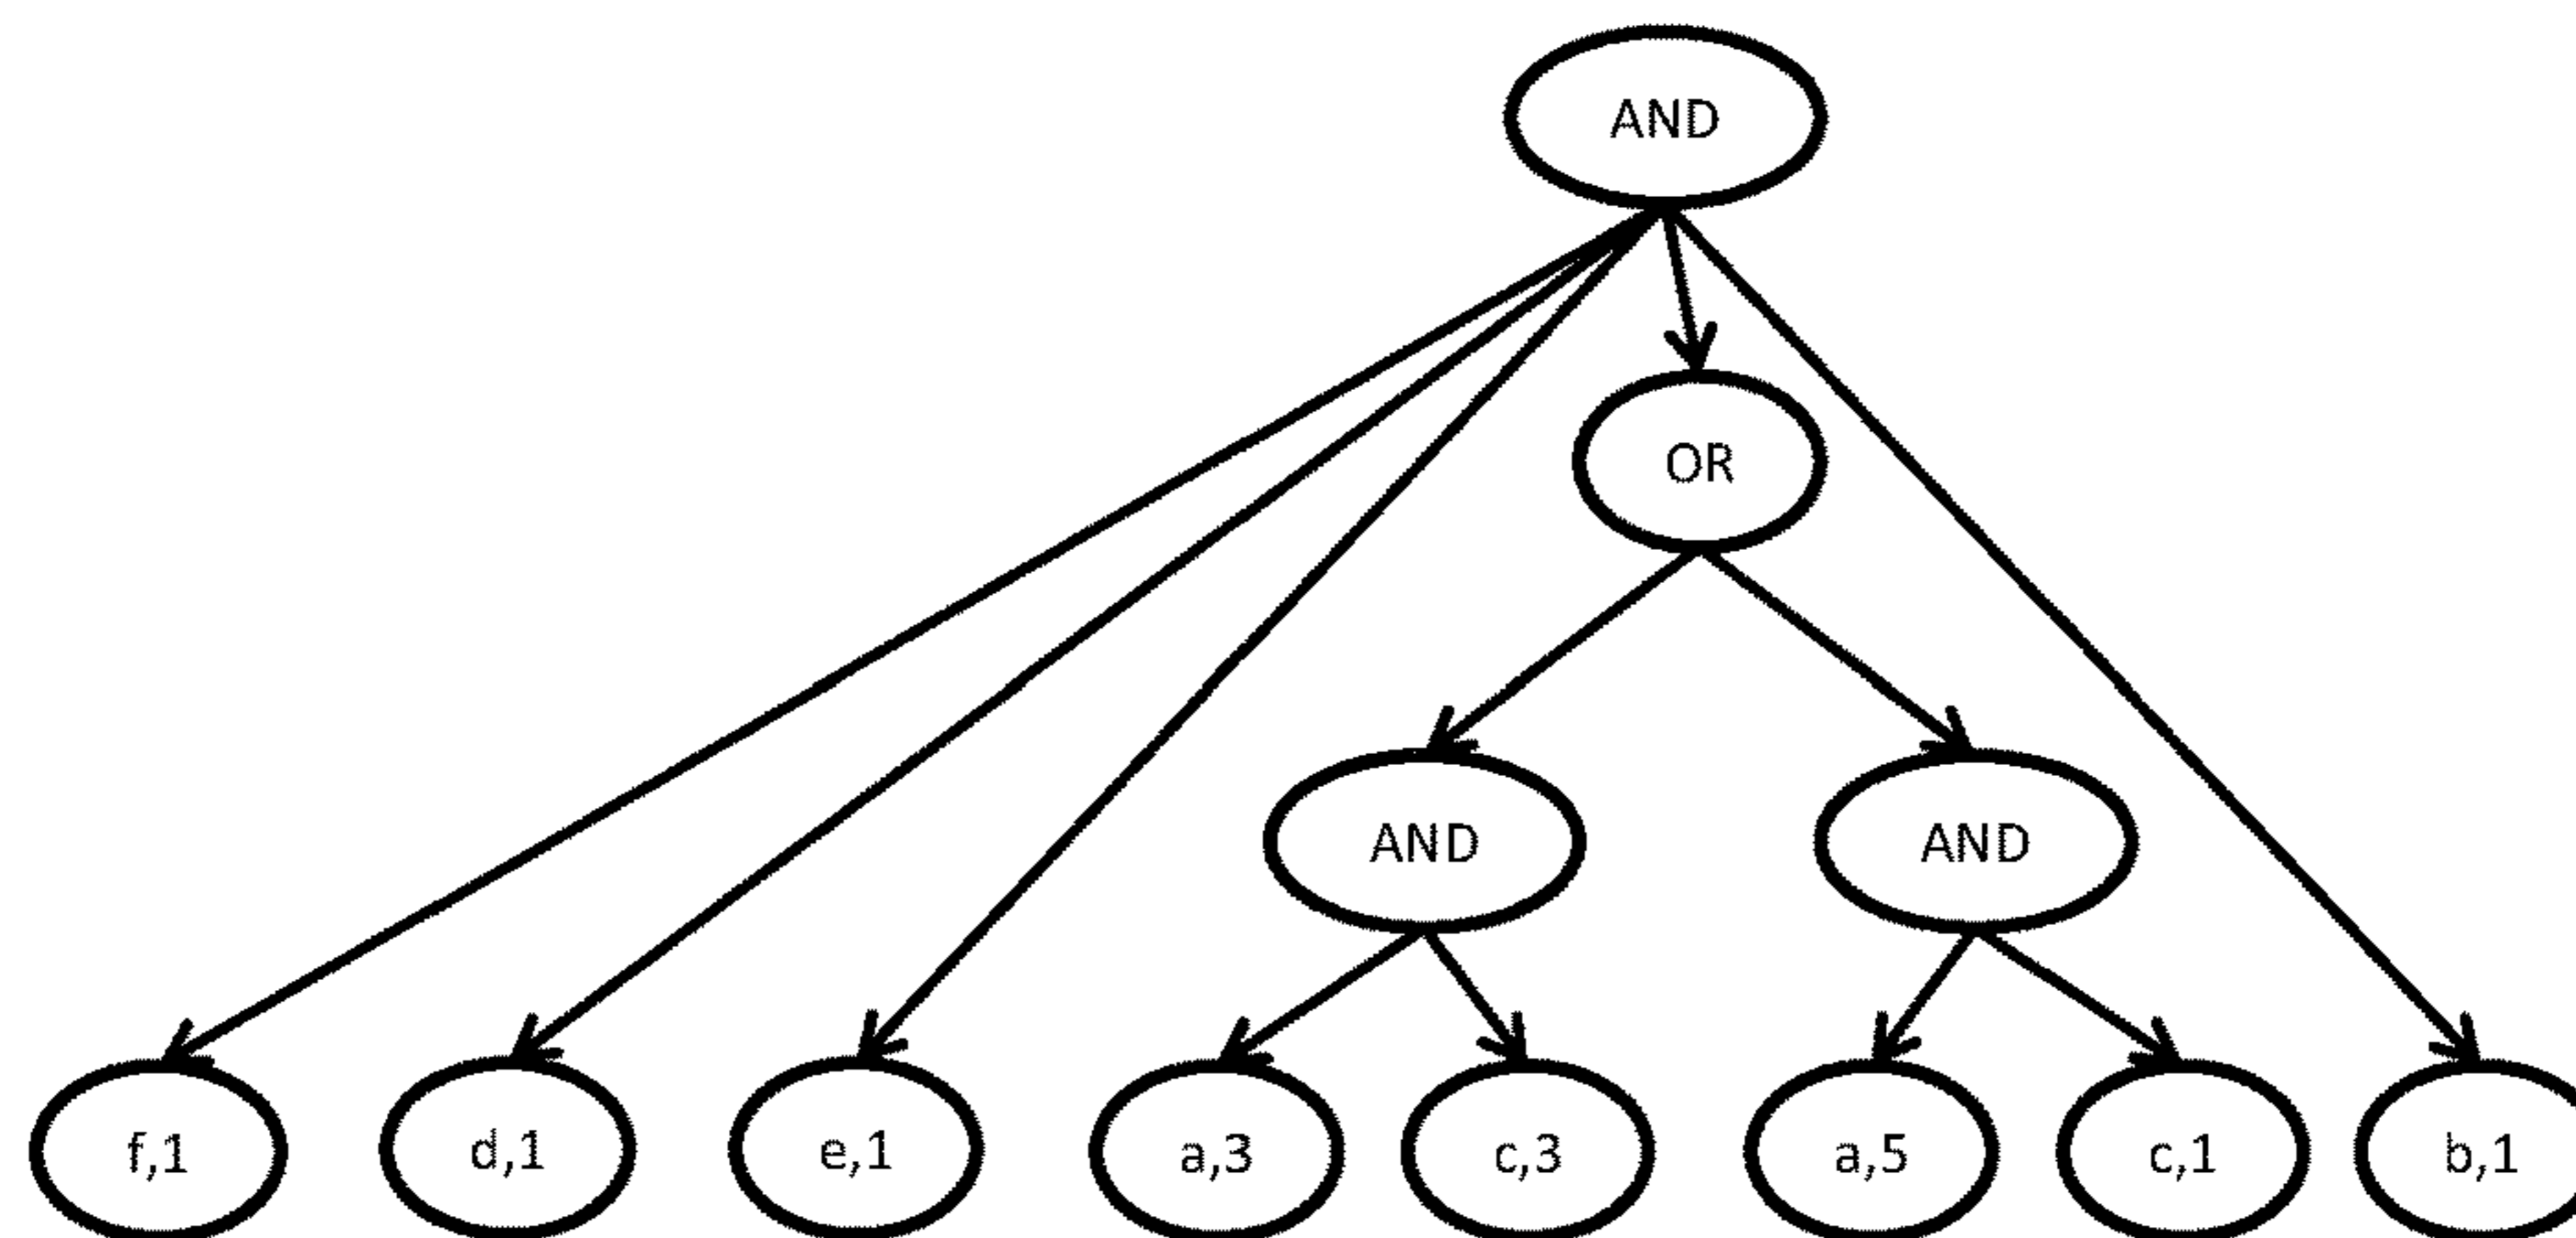 AND
OR
AND AND
f,1 d,1 e,1 a,3 c,3 a,5 c,1 b,1